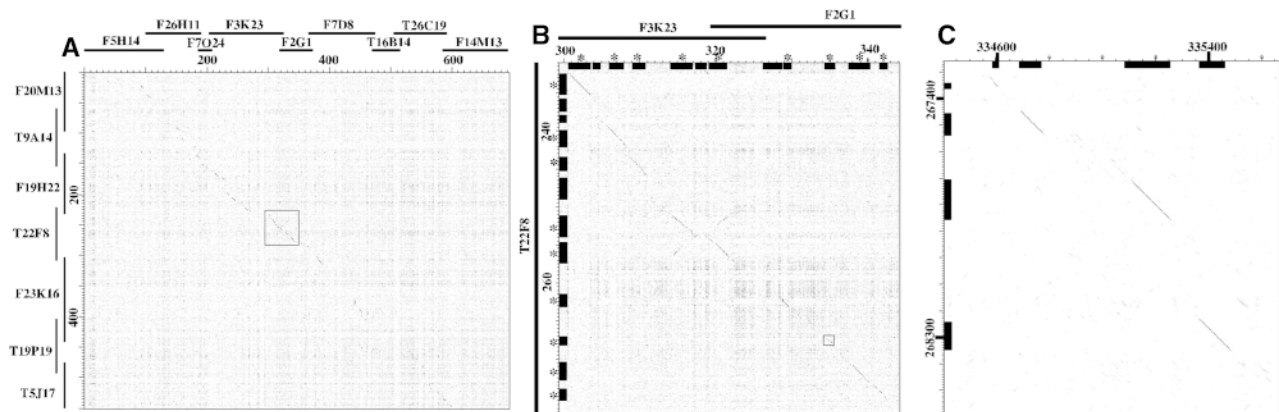 A
F26H11 F3K23 F7D8 T26C19
F5H14 F7O24 F2G1 T16B14 F14M13
200 400 600
F20M13
T9A14
F19H22
200
T22F8
F23K16
400
T19P19
T5J17
B
F2G1
F3K23
300 320 340
* * * * * * * * *
240
T22F8
260
C
334600 335400
267400
268300